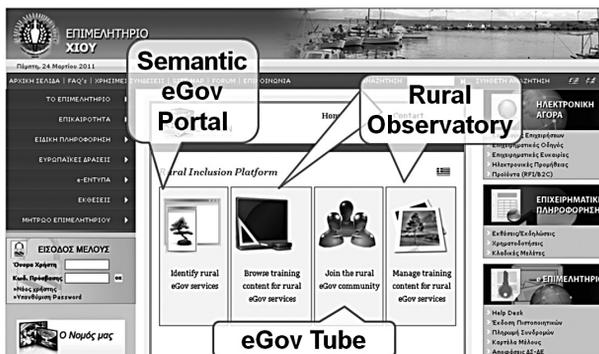 ΕΠΙΜΕΛΗΤΗΡΙΟ
ΧΙΟΥ
Πέμπτη, 24 Μαρτίου 2011
ΑΡΧΙΚΗ ΣΕΛΙΔΑ | FAQ's | ΧΡΗΣΙΜΕΣ ΣΥΝΔΕΣΕΙΣ | FORUM | ΕΠΙΚΟΙΝΩΝΙΑ
ΣΥΝΘΕΤΗ ΑΝΑΖΗΤΗΣΗ
Semantic
eGov
Portal
Rural
Observatory
ΤΟ ΕΠΙΜΕΛΗΤΗΡΙΟ
ΕΠΙΚΑΙΡΟΤΗΤΑ
ΕΙΔΙΚΗ ΠΛΗΡΟΦΟΡΗΣΗ
ΕΥΡΩΠΑΪΚΕΣ ΔΡΑΣΕΙΣ
e-ΕΝΤΥΠΑ
ΕΚΘΕΣΕΙΣ
ΜΗΤΡΩΟ ΕΠΙΜΕΛΗΤΗΡΙΟΥ
ΕΙΣΟΔΟΣ ΜΕΛΟΥΣ
Όνομα Χρήστη
Κωδ. Πρόσβασης
»Νέος χρήστης
»Υπενθύμιση Password
Ο Νομός μας
Contact
Rural Inclusion Platform
Identify rural
eGov services
Browse training
content for rural
eGov services
Join the rural
eGov community
Manage training
content for rural
eGov services
eGov Tube
ΗΛΕΚΤΡΟΝΙΚΗ
ΑΓΟΡΑ
Επιχειρήσεων
Επιχειρηματικός Οδηγός
Επιχειρηματικές Ευκαιρίες
Ηλεκτρονικές Προμήθειες
Προϊόντα (RFI/B2C)
ΕΠΙΧΕΙΡΗΜΑΤΙΚΗ
ΠΛΗΡΟΦΟΡΗΣΗ
Εκθέσεις/Εκδηλώσεις
Χρηματοδοτήσεις
Κλαδικές Μελέτες
e ΕΠΙΜΕΛΗΤΗΡΙΟ
Help Desk
Έκδοση Πιστοποιητικών
Πληρωμή Συνδρομών
Καρτέλα Μέλους
Αποφάσεις ΔΣ-ΔΕ